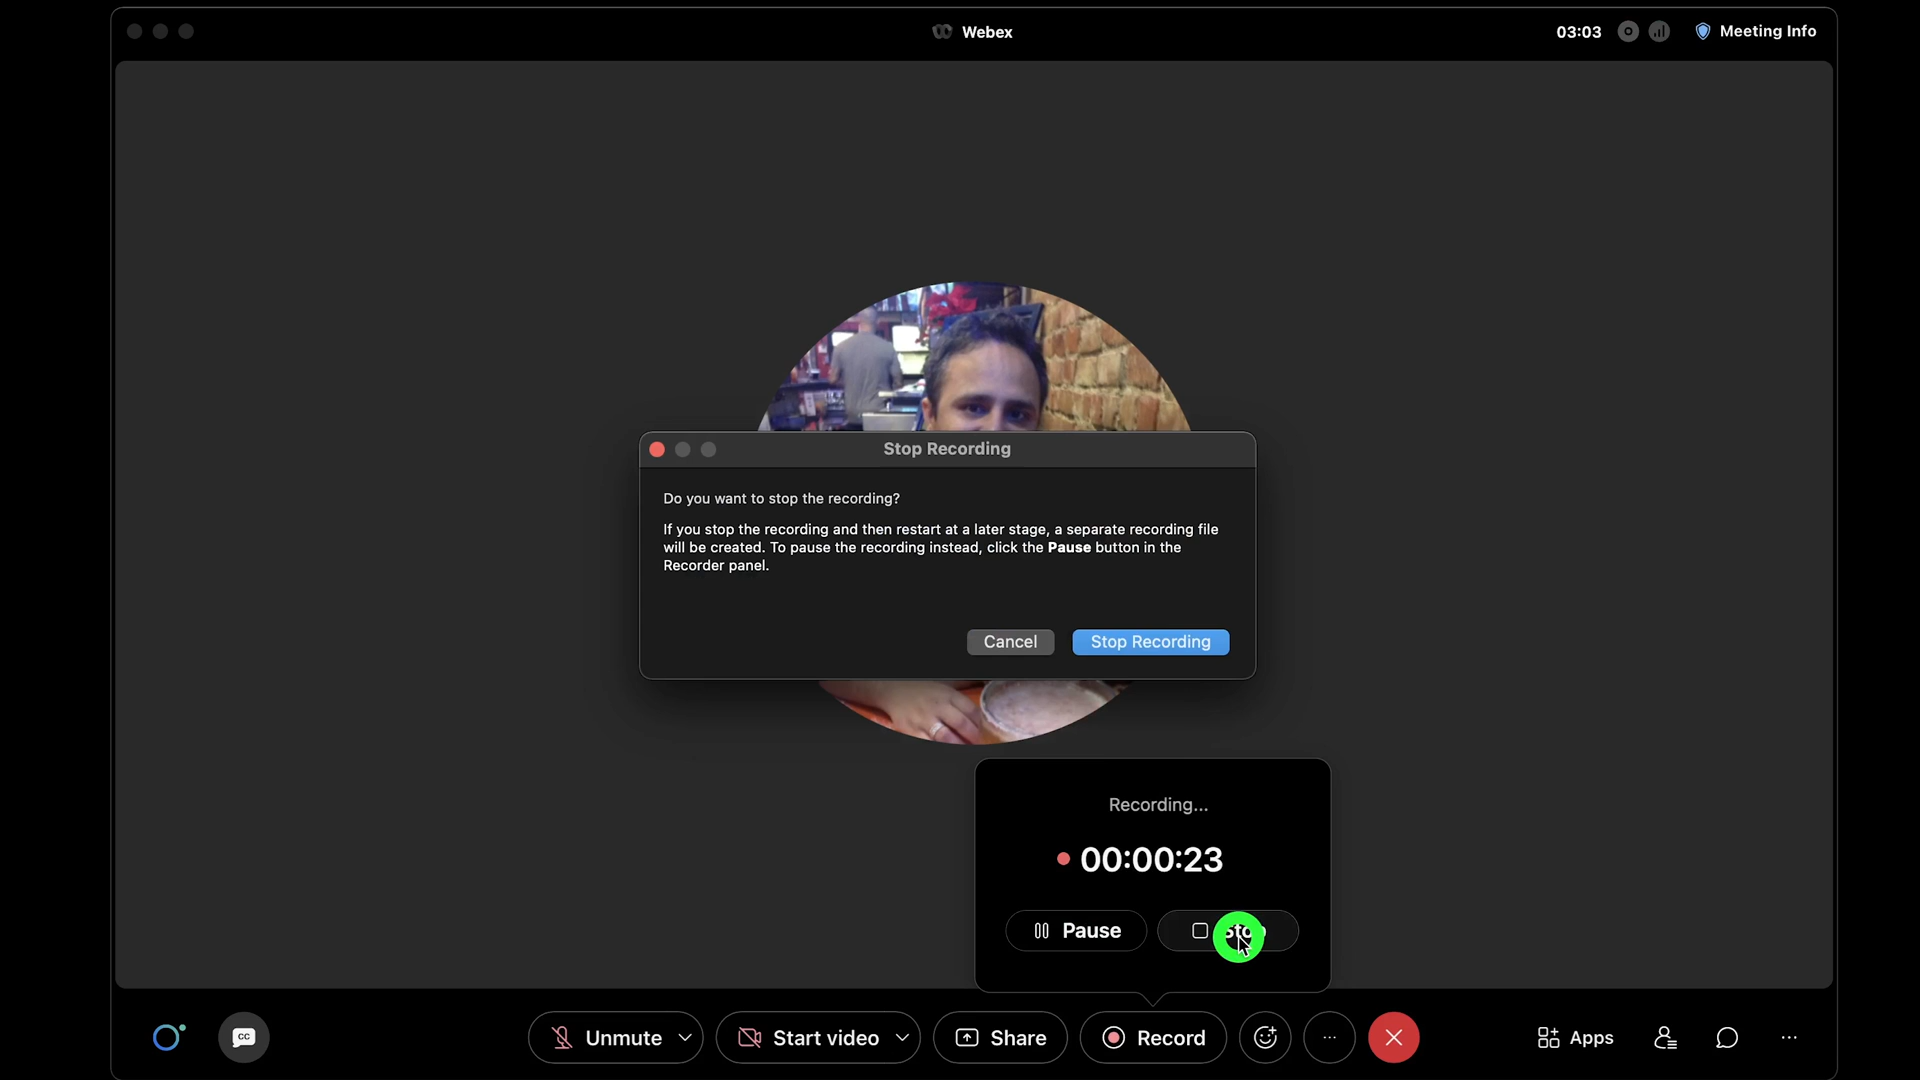 Webex
03:03
Meeting Info
Stop Recording
Do you want to stop the recording?
If you stop the recording and then restart at a later stage, a separate recording file
will be created. To pause the recording instead, click the Pause button in the
Recorder panel.
Cancel
Stop Recording
Recording...
00:00:23
Pause
Stop
CC
Unmute
Start video
Share
Record
Apps